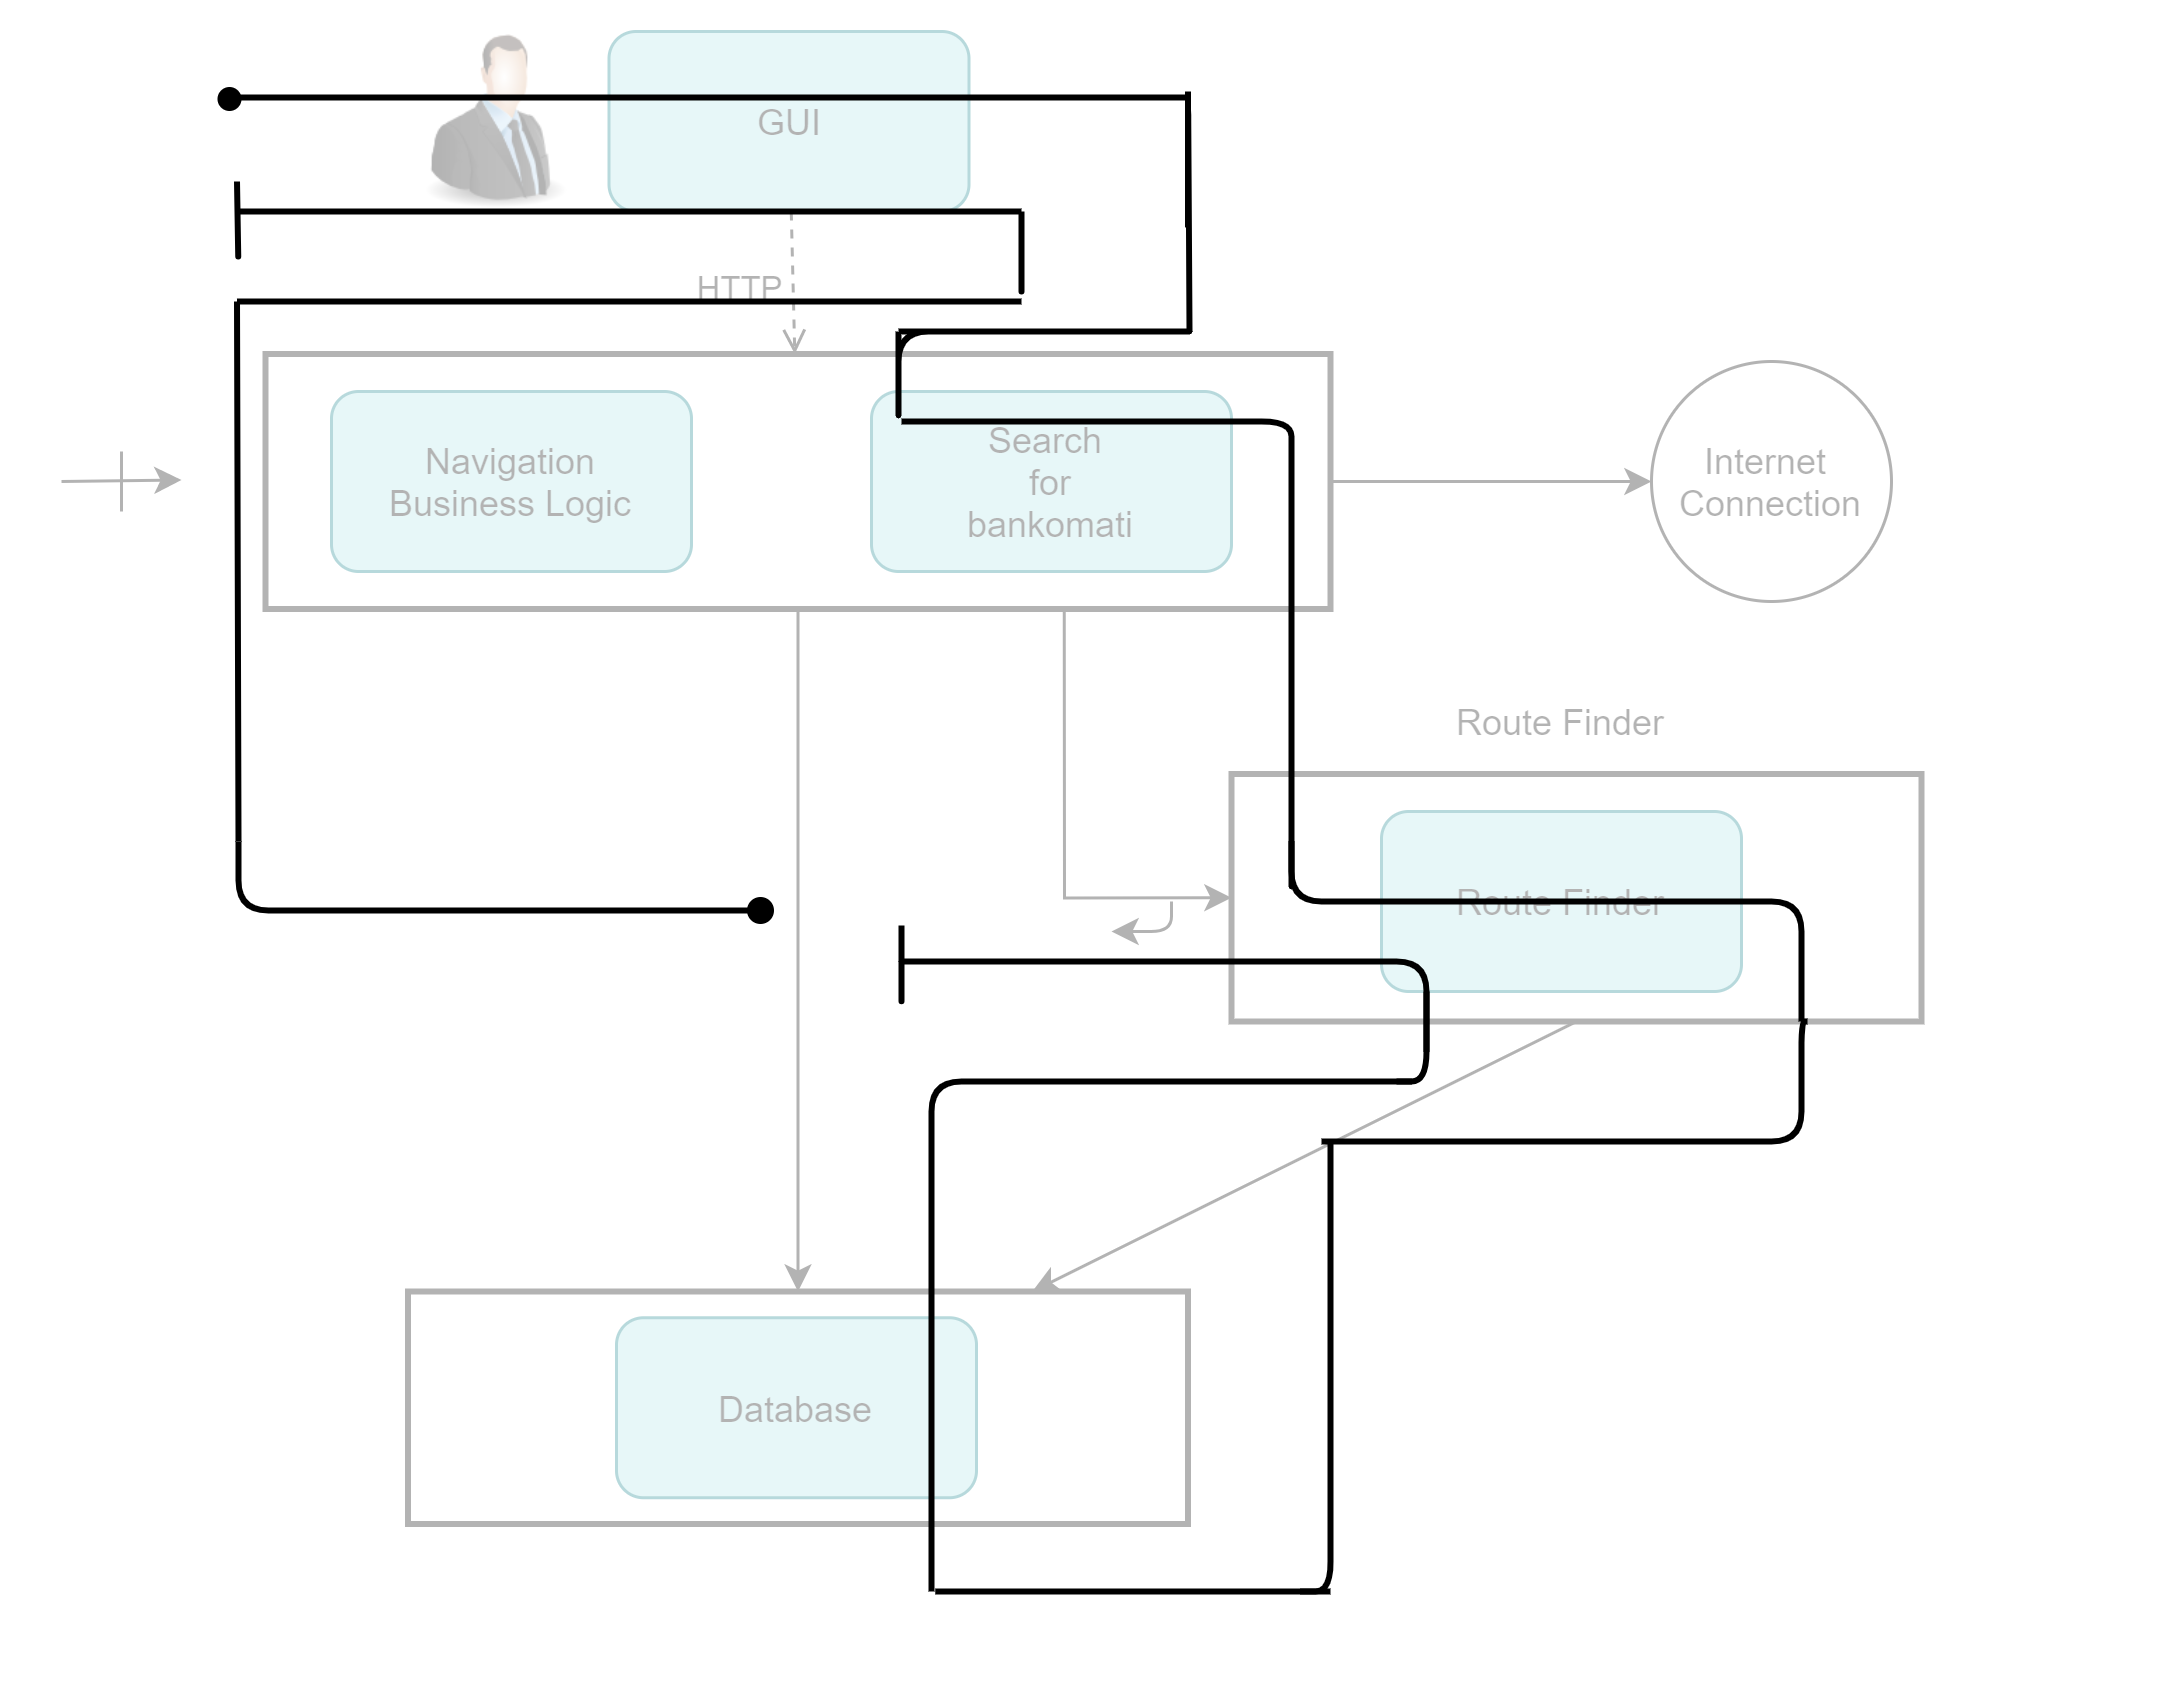 GUI
HTTP
Navigation
Business Logic
Search
for
bankomati
Internet
Connection
Route Finder
Route Finder
Database